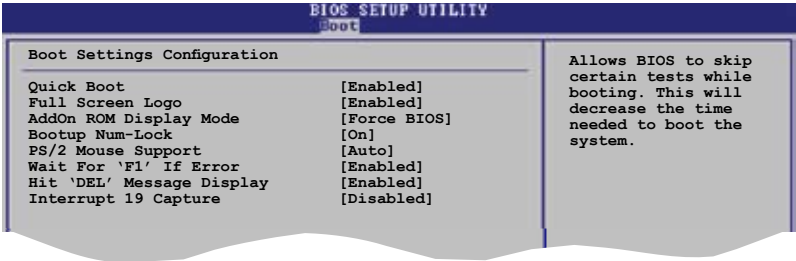 BIOS SETUP UTILITY
Boot
Boot Settings Configuration
Quick Boot [Enabled]
Full Screen Logo [Enabled]
AddOn ROM Display Mode [Force BIOS]
Bootup Num-Lock [On]
PS/2 Mouse Support [Auto]
Wait For ‘F1’ If Error [Enabled]
Hit ‘DEL’ Message Display [Enabled]
Interrupt 19 Capture [Disabled]
Allows BIOS to skip
certain tests while
booting. This will
decrease the time
needed to boot the
system.